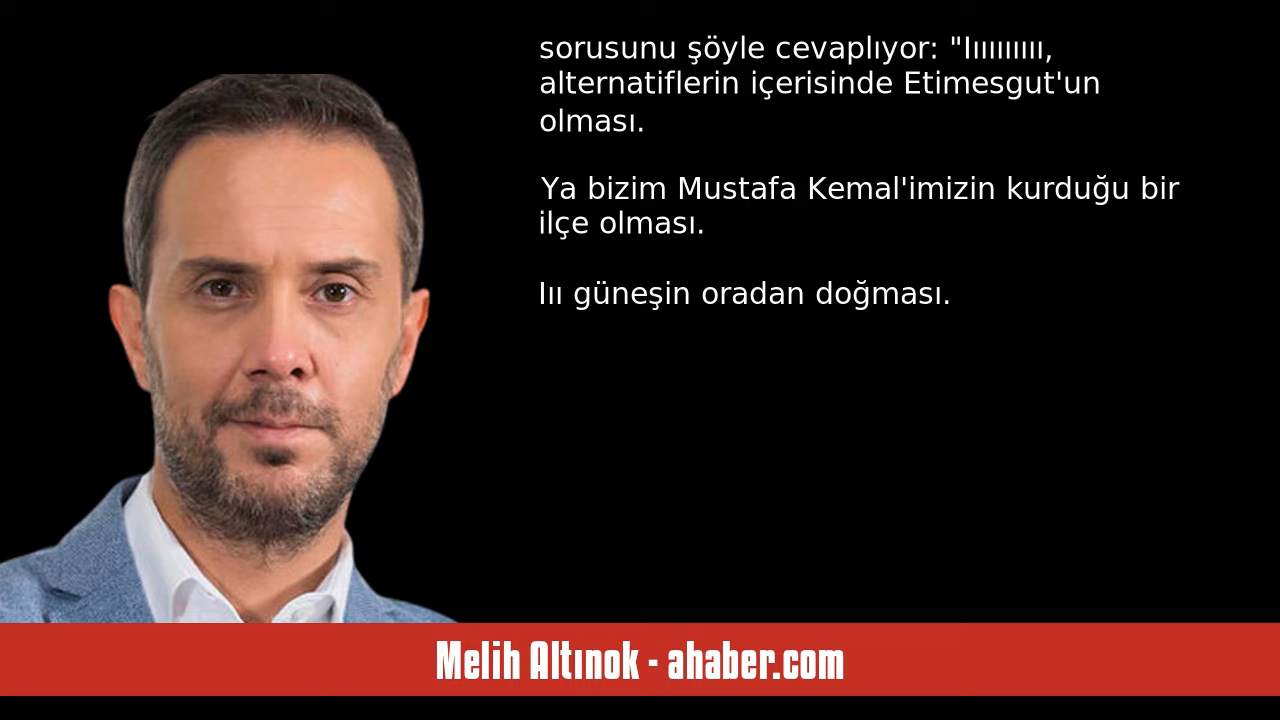 sorusunu şöyle cevaplıyor: "Iııııııııı,
alternatiflerin içerisinde Etimesgut'un
olması.
Ya bizim Mustafa Kemal'imizin kurduğu bir
ilçe olması.
Iıı güneşin oradan doğması.
Melih Altınok - ahaber.com